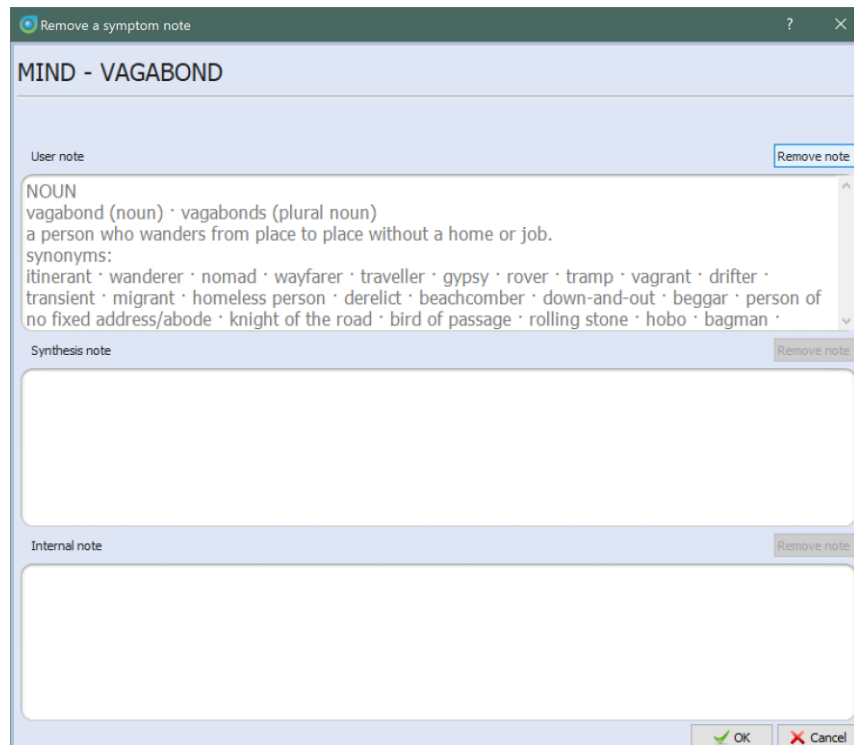 Remove a symptom note
?
MIND - VAGABOND
User note
Remove note
NOUN
vagabond (noun) · vagabonds (plural noun)
a person who wanders from place to place without a home or job.
synonyms:
itinerant · wanderer · nomad · wayfarer · traveller · gypsy · rover · tramp · vagrant · drifter ·
transient · migrant · homeless person · derelict · beachcomber · down-and-out · beggar · person of
no fixed address/abode · knight of the road · bird of passage · rolling stone · hobo · bagman ·
Synthesis note
Remove note
Internal note
Remove note
OK
Cancel